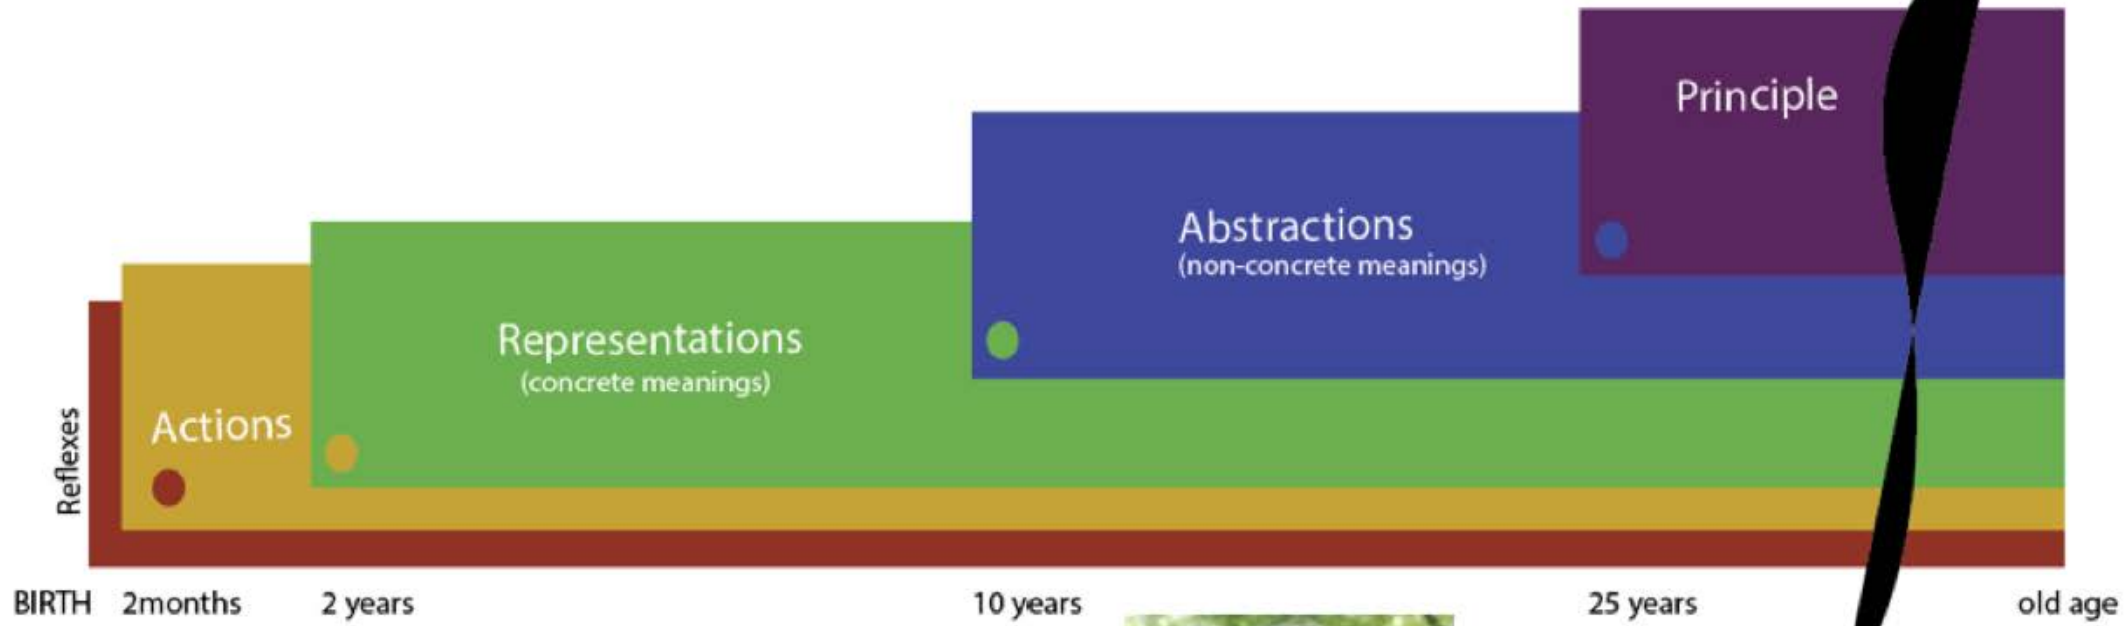 Principle
Abstractions
(non-concrete meanings)
Representations
(concrete meanings)
Actions
Reflexes
BIRTH 2months 2 years 10 years 25 years old age